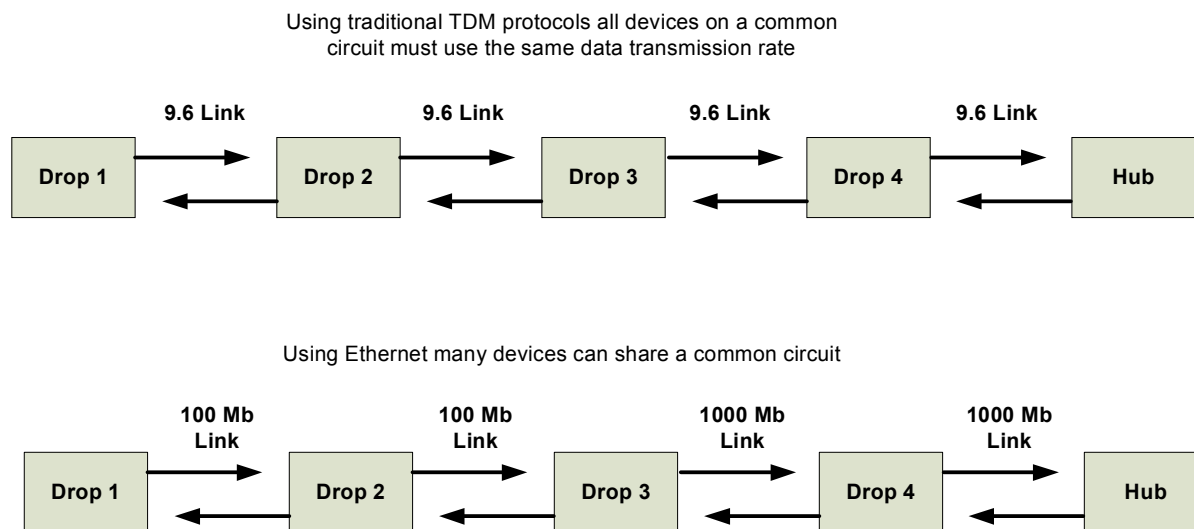 Using traditional TDM protocols all devices on a common
circuit must use the same data transmission rate
9.6 Link
9.6 Link
9.6 Link
9.6 Link
Drop 1
Drop 2
Drop 3
Drop 4
Hub
Using Ethernet many devices can share a common circuit
100 Mb
Link
100 Mb
Link
1000 Mb
Link
1000 Mb
Link
Drop 1
Drop 2
Drop 3
Drop 4
Hub